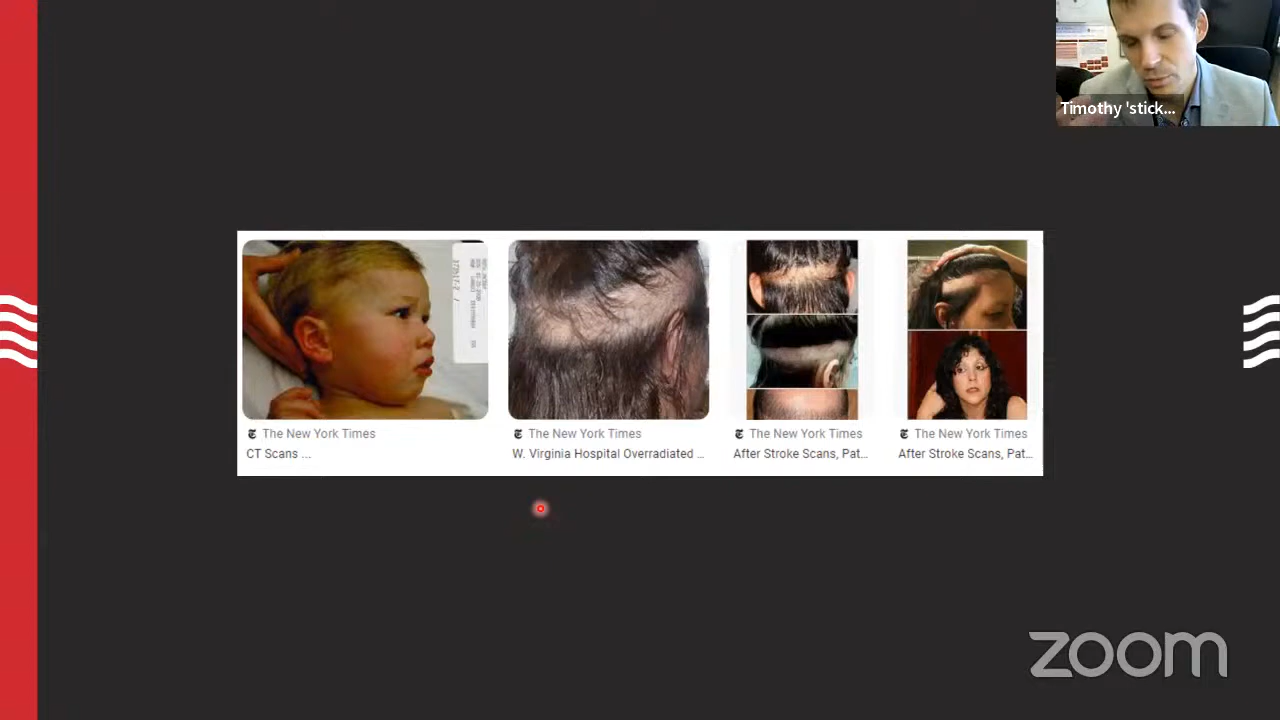 Timothy 'stick...
The New York Times
CT Scans ...
The New York Times
W. Virginia Hospital Overradiated ...
The New York Times
After Stroke Scans, Pat...
The New York Times
After Stroke Scans, Pat...
zoom